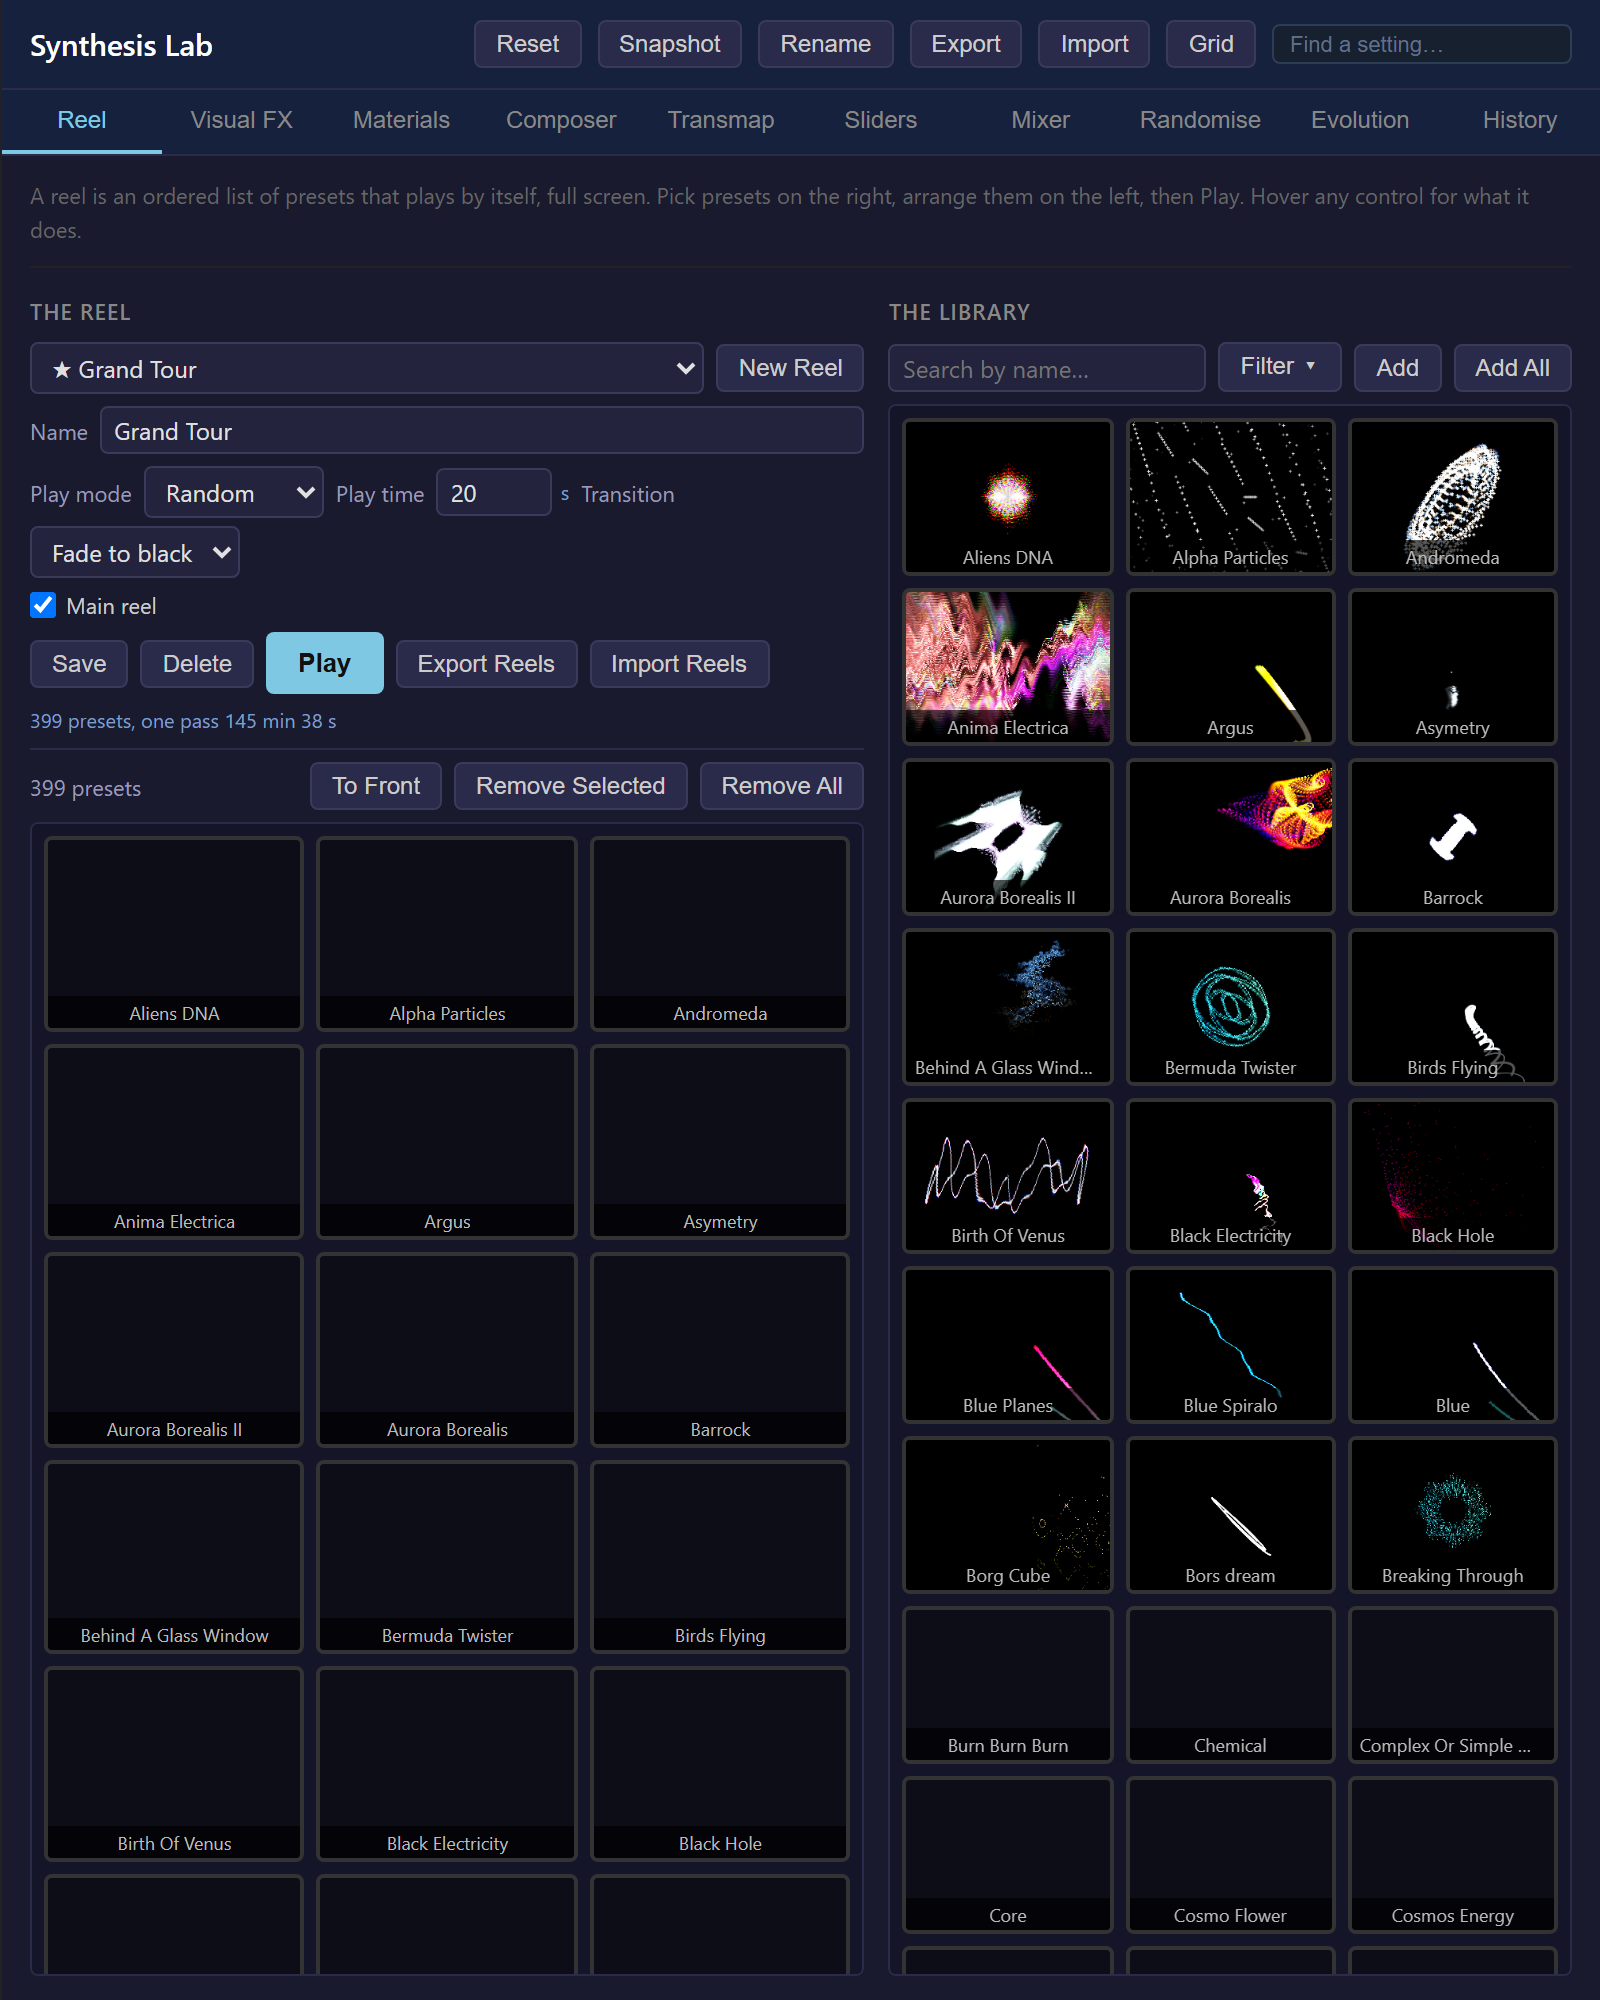 Synthesis Lab
Reset
Snapshot
Rename
Export
Import
Grid
Find a setting...
Reel
Visual FX
Materials
Composer
Transmap
Sliders
Mixer
Randomise
Evolution
History
A reel is an ordered list of presets that plays by itself, full screen. Pick presets on the right, arrange them on the left, then Play. Hover any control for what it
does.
THE REEL
★ Grand Tour
New Reel
Name
Grand Tour
Play mode
Random
Play time
20
s
Transition
Fade to black
Main reel
Save
Delete
Play
Export Reels
Import Reels
399 presets, one pass 145 min 38 s
399 presets
To Front
Remove Selected
Remove All
Aliens DNA
Alpha Particles
Andromeda
Anima Electrica
Argus
Asymetry
Aurora Borealis II
Aurora Borealis
Barrock
Behind A Glass Window
Bermuda Twister
Birds Flying
Birth Of Venus
Black Electricity
Black Hole
THE LIBRARY
Search by name...
Filter ▼
Add
Add All
Aliens DNA
Alpha Particles
Andromeda
Anima Electrica
Argus
Asymetry
Aurora Borealis II
Aurora Borealis
Barrock
Behind A Glass Wind...
Bermuda Twister
Birds Flying
Birth Of Venus
Black Electricity
Black Hole
Blue Planes
Blue Spiralo
Blue
Borg Cube
Bors dream
Breaking Through
Burn Burn Burn
Chemical
Complex Or Simple ...
Core
Cosmo Flower
Cosmos Energy